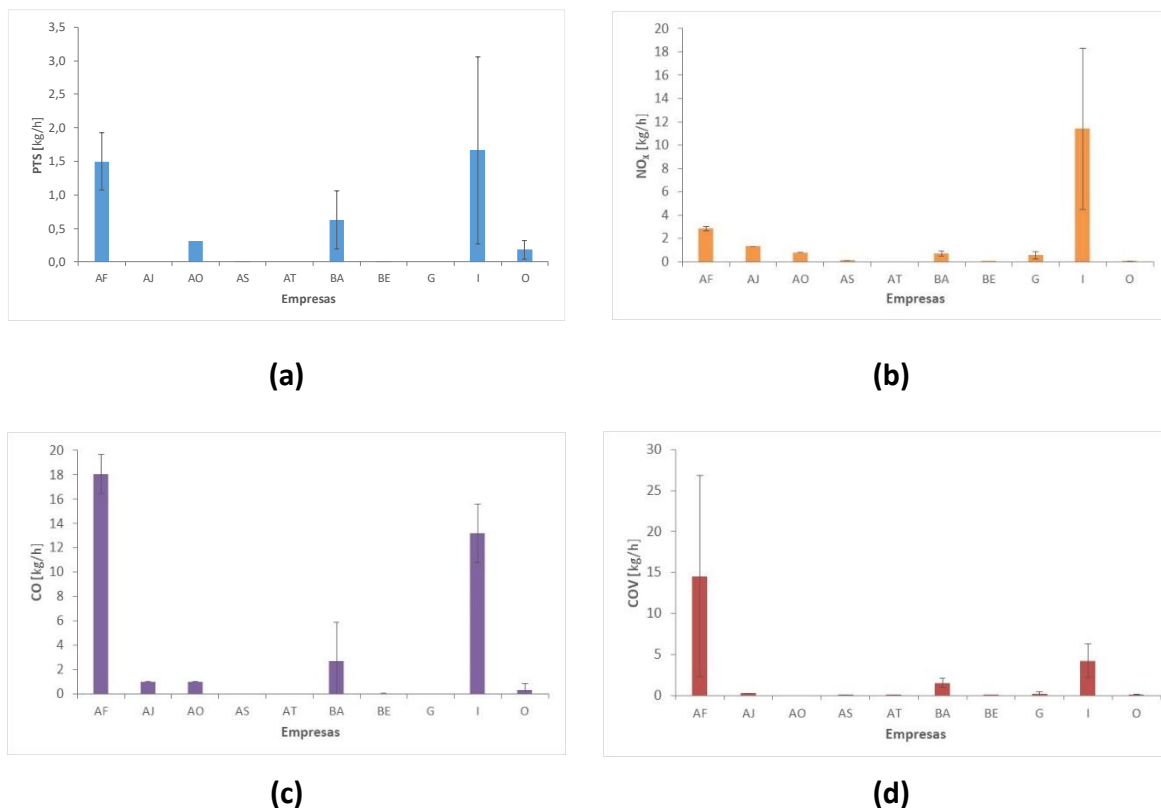 3,5
3,0
2,5
2,0
1,5
1,0
0,5
0,0
PTS [kg/h]
AF AJ AO AS AT BA BE G I O
Empresas
(a)
20
18
16
14
12
10
8
6
4
2
0
NOx [kg/h]
AF AJ AO AS AT BA BE G I O
Empresas
(b)
20
18
16
14
12
10
8
6
4
2
0
CO [kg/h]
AF AJ AO AS AT BA BE G I O
Empresas
(c)
30
25
20
15
10
5
0
COV [kg/h]
AF AJ AO AS AT BA BE G I O
Empresas
(d)